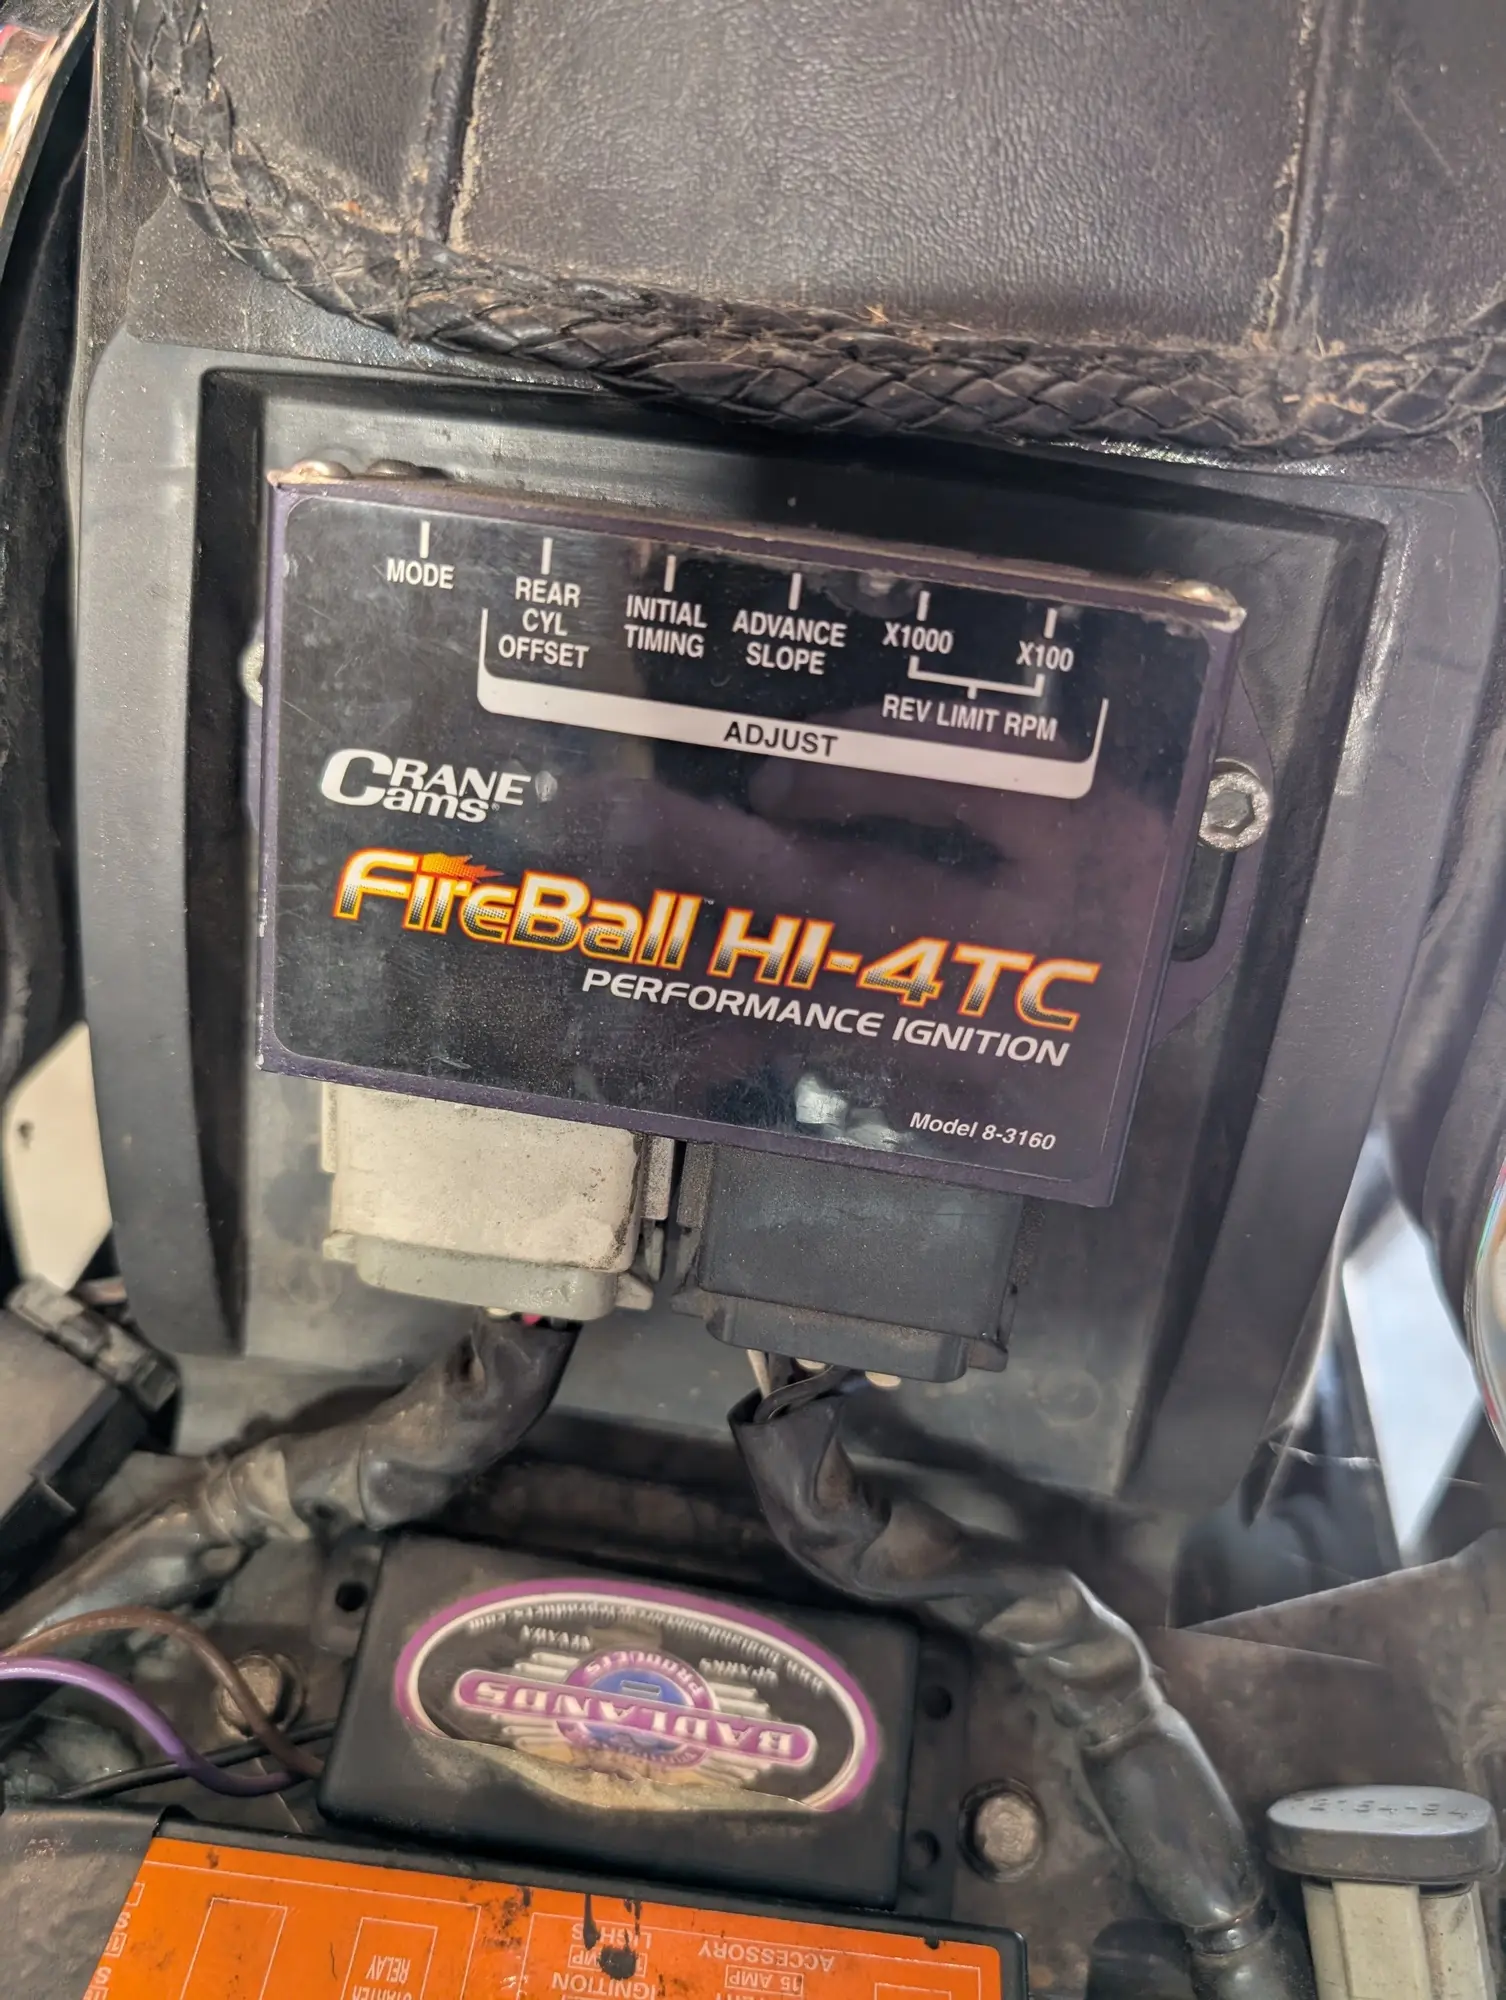 MODE
REAR
CYL
OFFSET
INITIAL
TIMING
ADVANCE
SLOPE
X1000
X100
REV LIMIT RPM
ADJUST
CRANE
Cams
FireBall HI-4TC
PERFORMANCE IGNITION
Model 8-3160
BADLANDS
PRODUCTS
ACCESSORY
15 AMP
LIGHTS
IGNITION
STARTER
RELAY